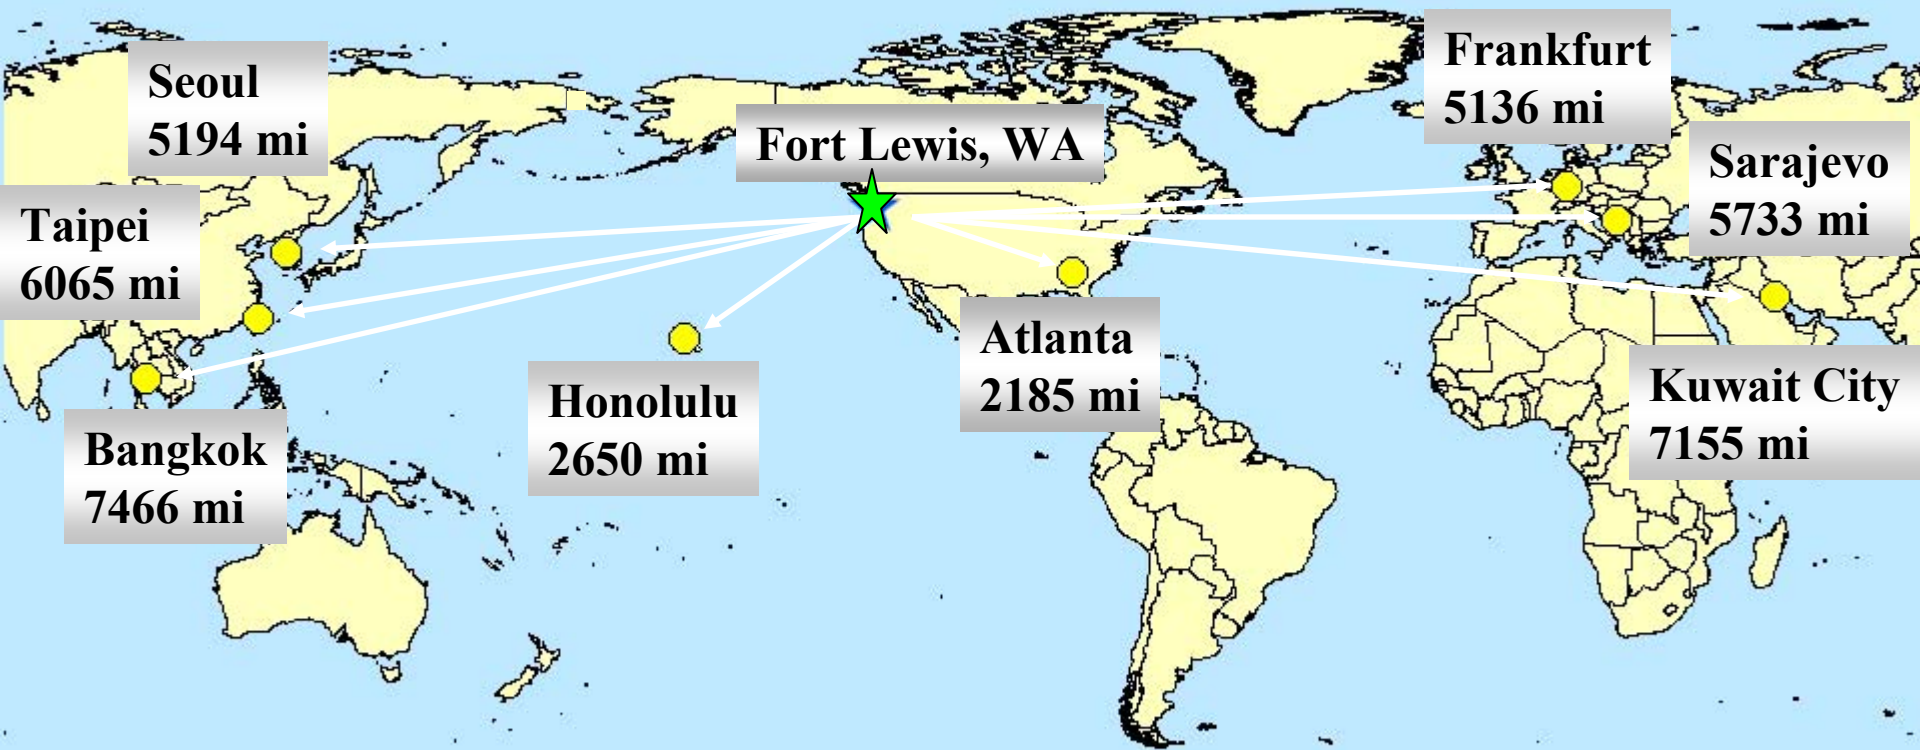 Seoul
5194 mi
Taipei
6065 mi
Bangkok
7466 mi
Honolulu
2650 mi
Fort Lewis, WA
Atlanta
2185 mi
Frankfurt
5136 mi
Sarajevo
5733 mi
Kuwait City
7155 mi